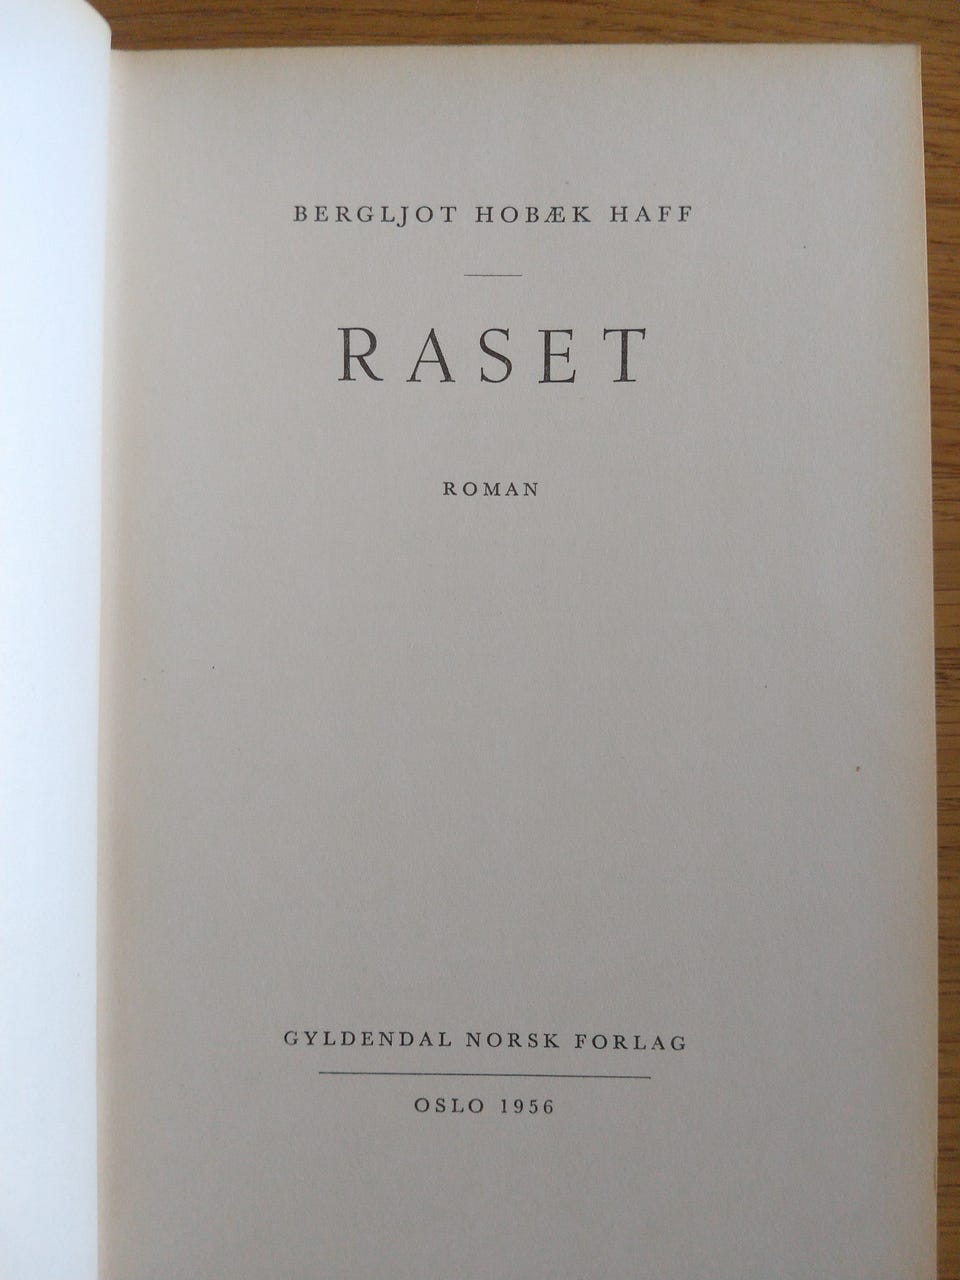 BERGLJOT HOBÆK HAFF
RASET
ROMAN
GYLDENDAL NORSK FORLAG
OSLO 1956